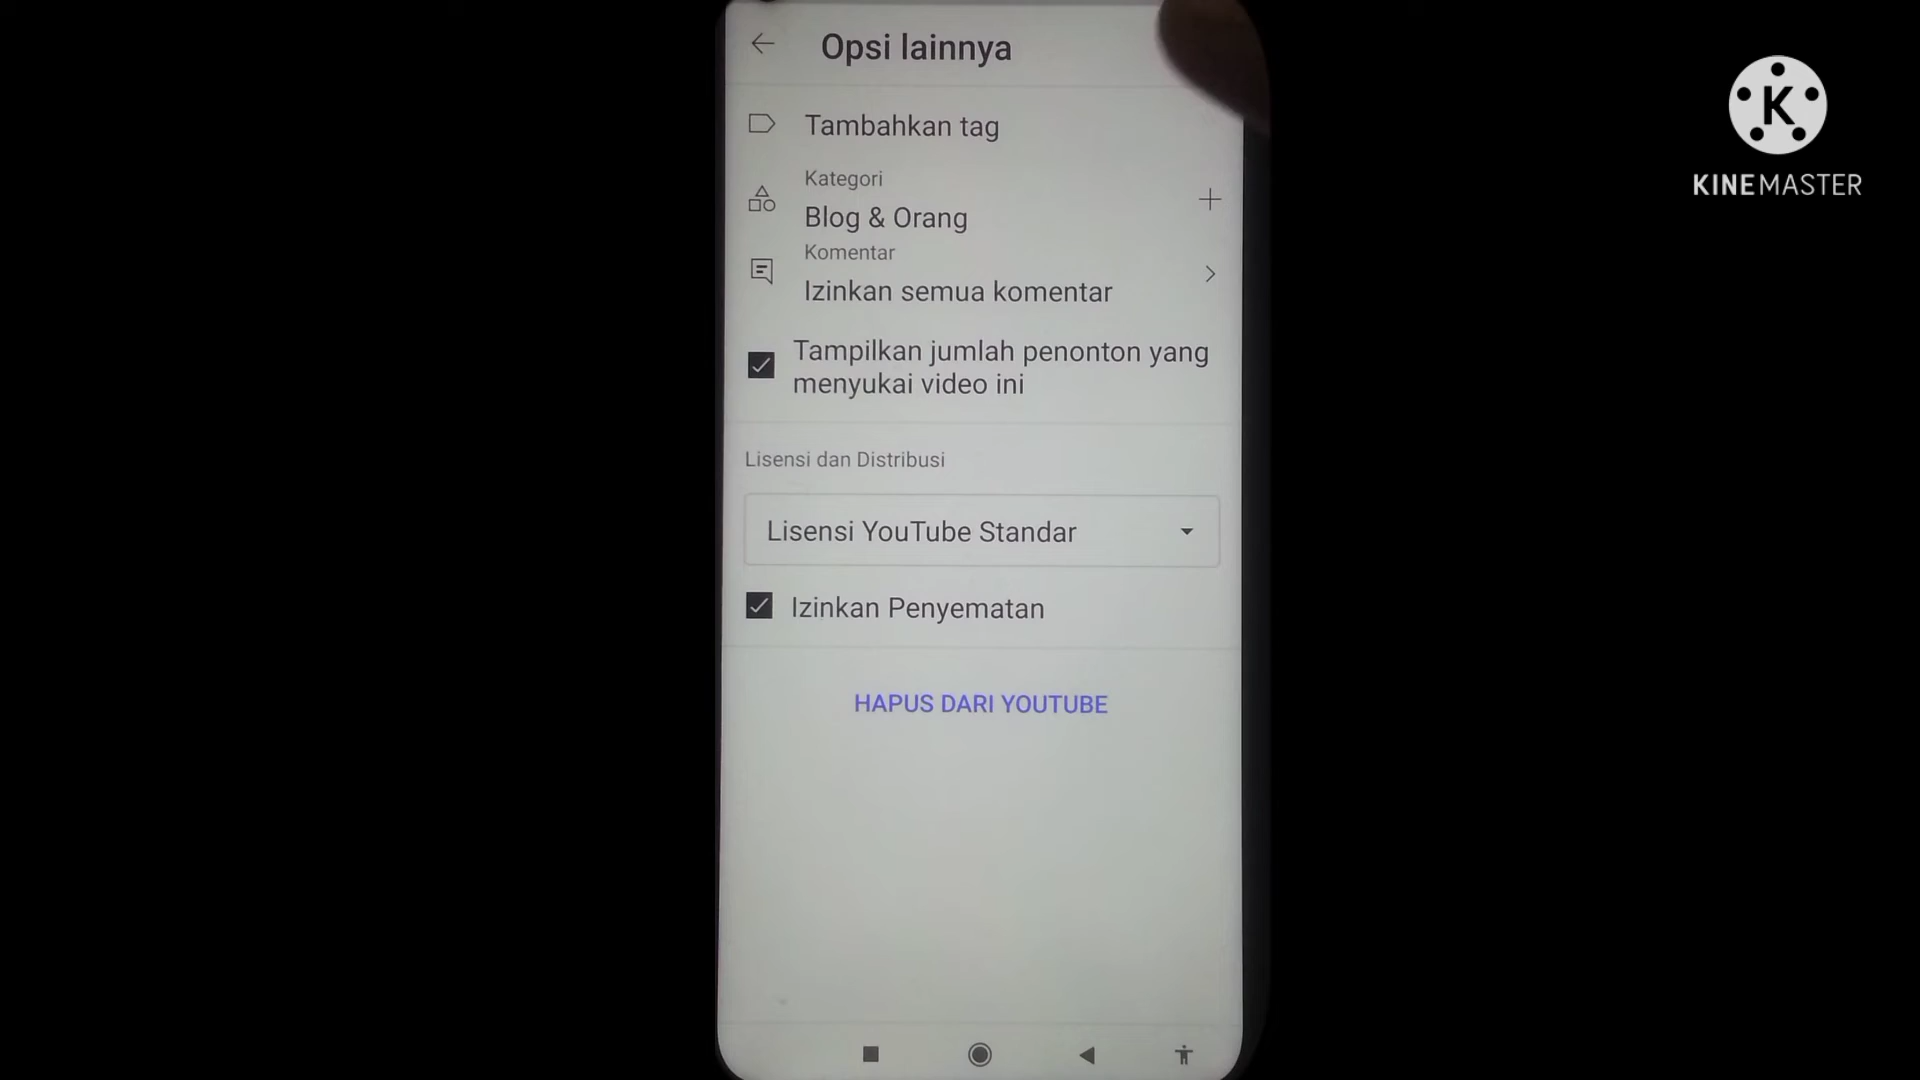 Opsi lainnya
Tambahkan tag
Kategori
Blog & Orang
Komentar
Izinkan semua komentar
Tampilkan jumlah penonton yang
menyukai video ini
Lisensi dan Distribusi
Lisensi YouTube Standar
Izinkan Penyematan
HAPUS DARI YOUTUBE
K
KINEMASTER